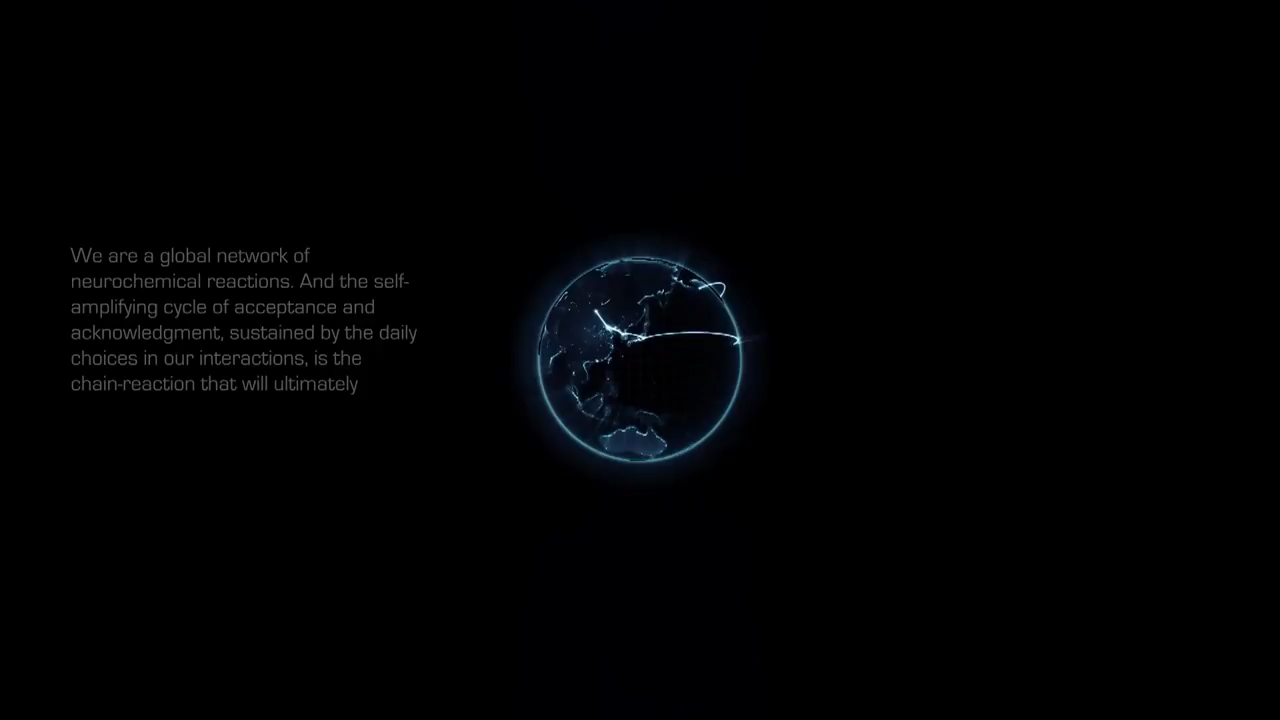 We are a global network of
neurochemical reactions. And the self-
amplifying cycle of acceptance and
acknowledgment, sustained by the daily
choices in our interactions, is the
chain-reaction that will ultimately